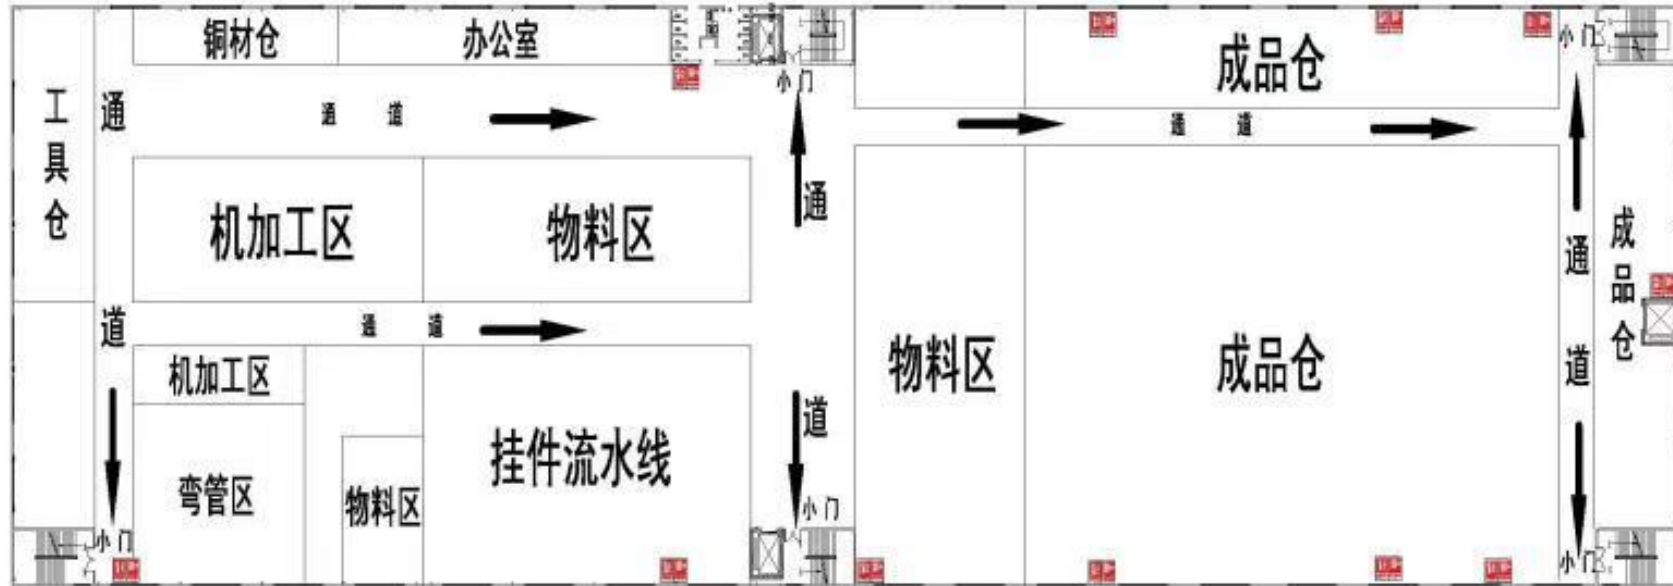 铜材仓
办公室
小门
成品仓
小门
工具仓
通道
通道
通道
机加工区
物料区
通道
通道
成品仓
通道
机加工区
物料区
成品仓
弯管区
物料区
挂件流水线
小门
小门
小门